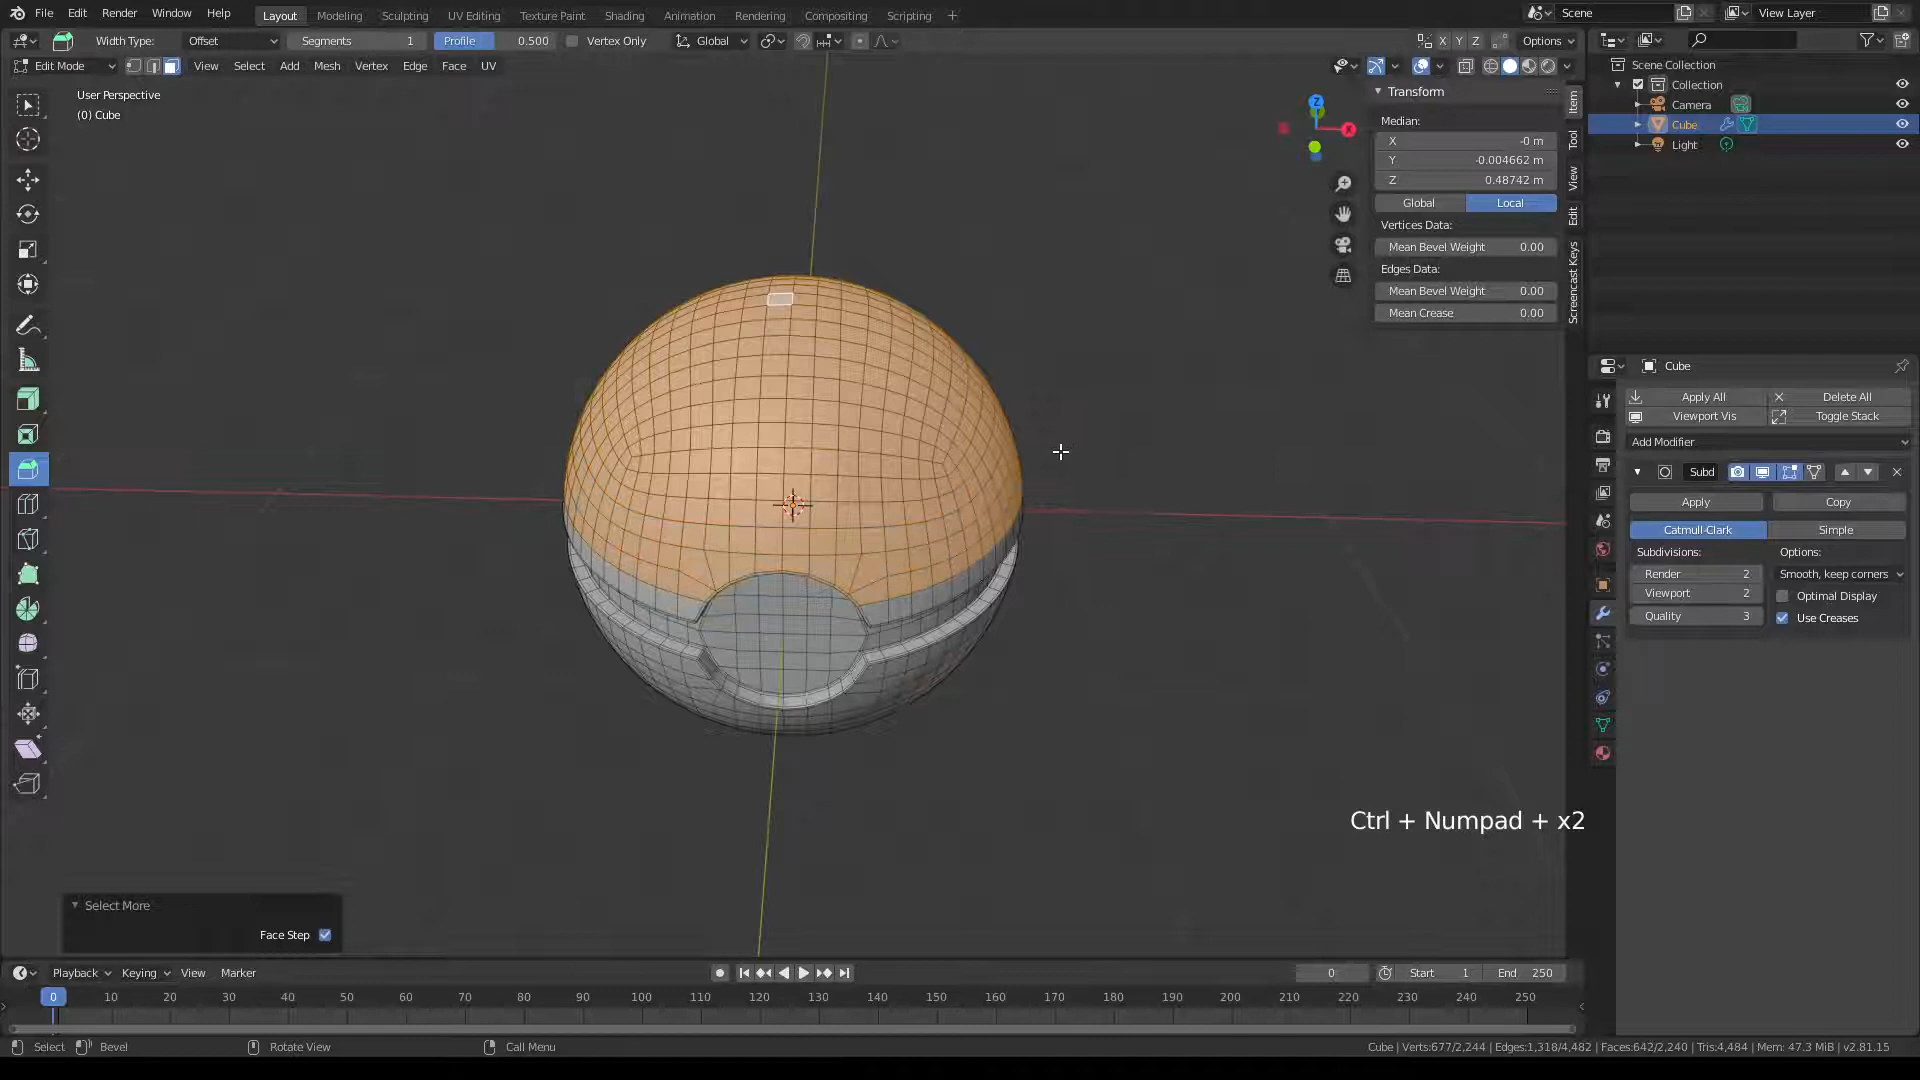 File Edit Render Window Help
Layout Modeling Sculpting UV Editing Texture Paint Shading Animation Rendering Compositing Scripting +
Scene
View Layer
Width Type: Offset Segments 1 Profile 0.500 Vertex Only Global X Y Z Options
Edit Mode View Select Add Mesh Vertex Edge Face UV
User Perspective
(0) Cube
Z
X
Transform
Median:
X -0 m
Y -0.004662 m
Z 0.48742 m
Global Local
Vertices Data:
Mean Bevel Weight 0.00
Edges Data:
Mean Bevel Weight 0.00
Mean Crease 0.00
Item
Tool
View
Edit
Screencast Keys
Scene Collection
Collection
Camera
Cube
Light
Cube
Apply All Delete All
Viewport Vis Toggle Stack
Add Modifier
Subd
Apply Copy
Catmull-Clark Simple
Subdivisions: Options:
Render 2 Smooth, keep corners
Viewport 2 Optimal Display
Quality 3 Use Creases
Ctrl + Numpad + x2
Select More
Face Step
Playback Keying View Marker
0 Start 1 End 250
0 10 20 30 40 50 60 70 80 90 100 110 120 130 140 150 160 170 180 190 200 210 220 230 240 250
Select Bevel Rotate View Call Menu
Cube | Verts:677/2,244 | Edges:1,318/4,482 | Faces:642/2,240 | Tris:4,484 | Mem: 47.3 MiB | v2.81.15